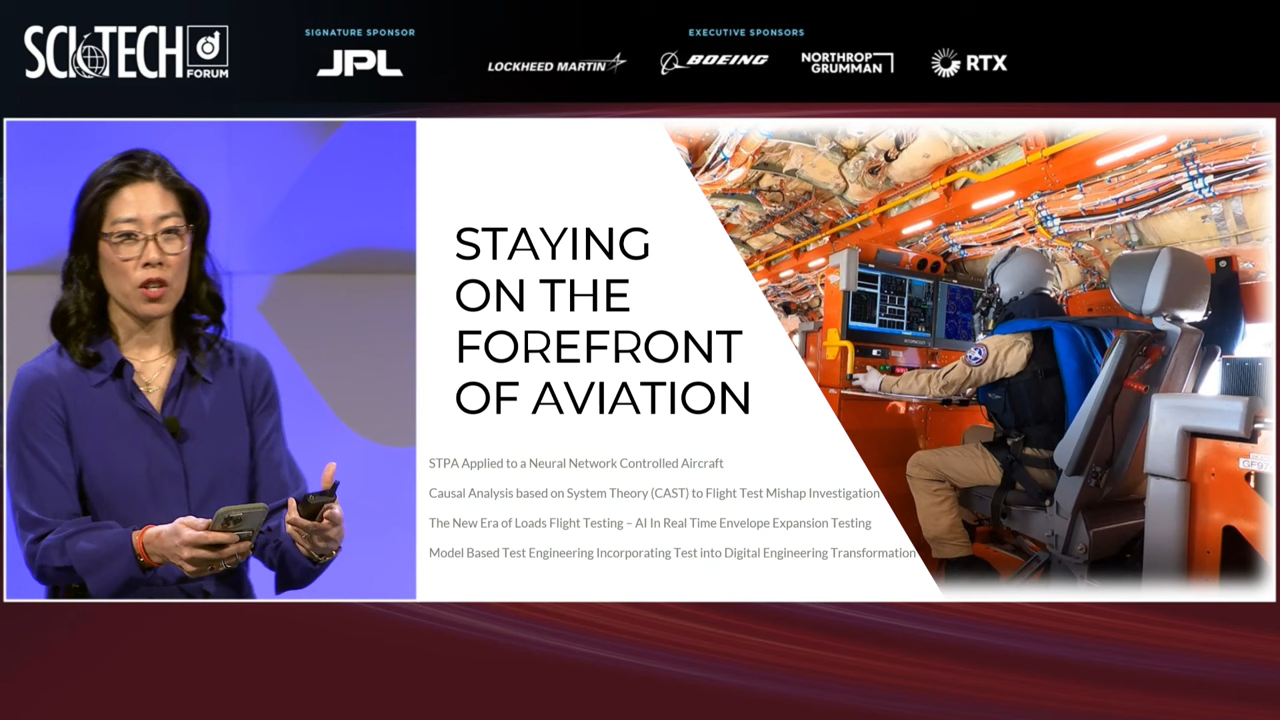 SCITECH
FORUM
SIGNATURE SPONSOR
JPL
EXECUTIVE SPONSORS
LOCKHEED MARTIN
BOEING
NORTHROP
GRUMMAN
RTX
STAYING
ON THE
FOREFRONT
OF AVIATION
STPA Applied to a Neural Network Controlled Aircraft
Causal Analysis based on System Theory (CAST) to Flight Test Mishap Investigation
The New Era of Loads Flight Testing – AI In Real Time Envelope Expansion Testing
Model Based Test Engineering Incorporating Test into Digital Engineering Transformation